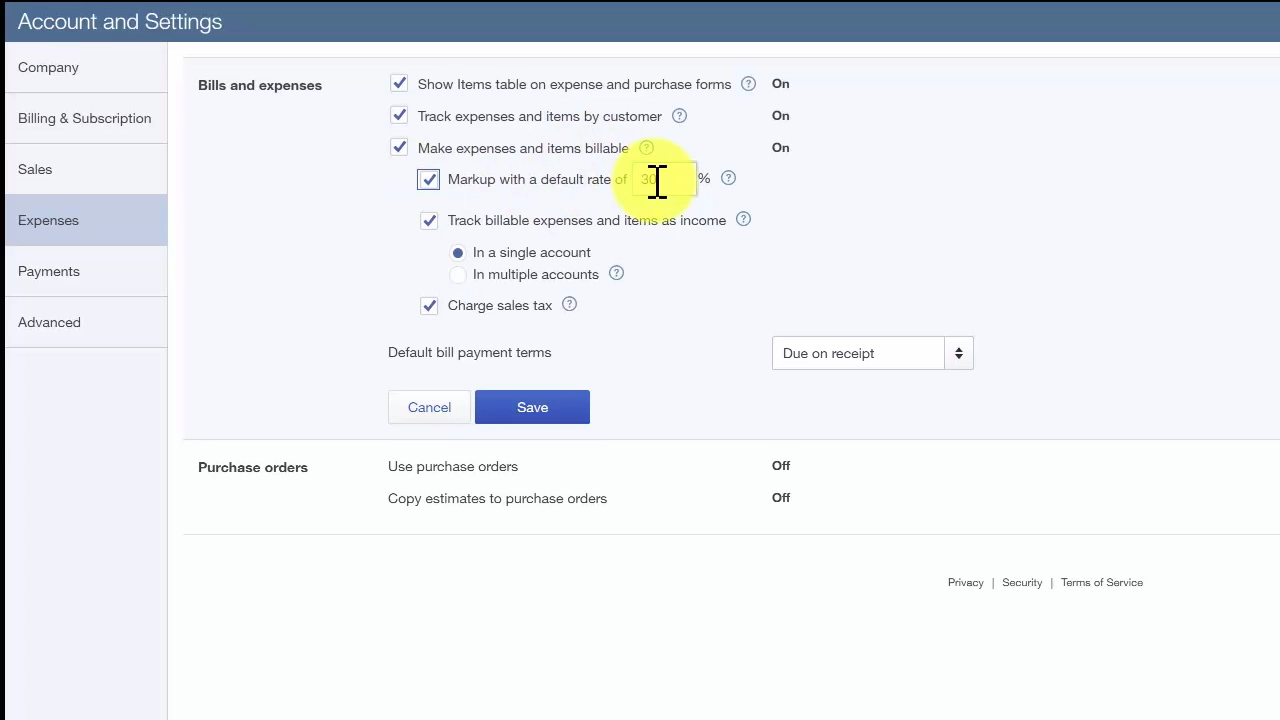 Account and Settings
Company
Billing & Subscription
Sales
Expenses
Payments
Advanced
Bills and expenses
Show Items table on expense and purchase forms ? On
Track expenses and items by customer ? On
Make expenses and items billable ? On
Markup with a default rate of 30 % ?
Track billable expenses and items as income ?
In a single account
In multiple accounts ?
Charge sales tax ?
Default bill payment terms Due on receipt
Cancel Save
Purchase orders Use purchase orders Off
Copy estimates to purchase orders Off
Privacy | Security | Terms of Service